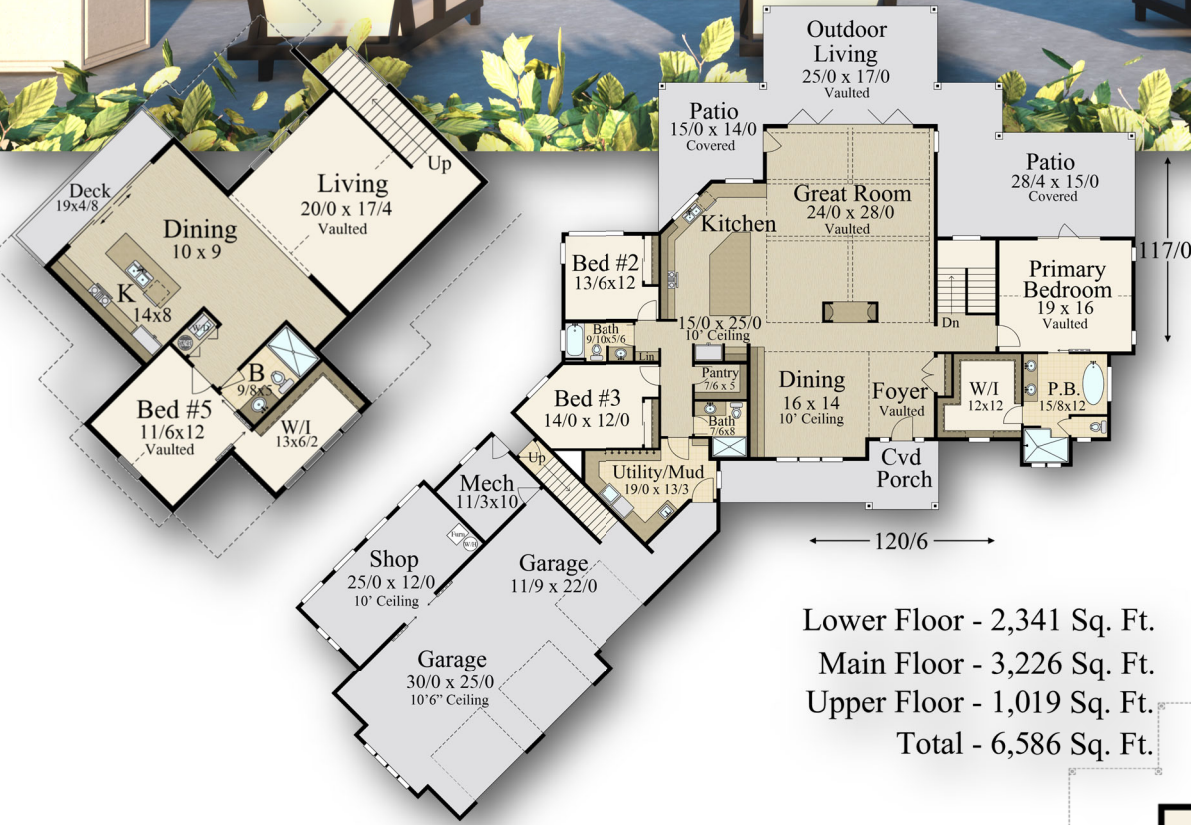 Deck
19x4/8
Dining
10 x 9
Living
20/0 x 17/4
Vaulted
Up
K
14x8
W/D
B
9/8x5
Bed #5
11/6x12
Vaulted
W/I
13x6/2
Outdoor
Living
25/0 x 17/0
Vaulted
Patio
15/0 x 14/0
Covered
Patio
28/4 x 15/0
Covered
Great Room
24/0 x 28/0
Vaulted
Kitchen
15/0 x 25/0
10' Ceiling
Bed #2
13/6x12
Bath
9/10x5/6
Lin
Primary
Bedroom
19 x 16
Vaulted
117/0
Dn
Pantry
7/6 x 5
Bed #3
14/0 x 12/0
Bath
7/6x8
Dining
16 x 14
10' Ceiling
Foyer
Vaulted
W/I
12x12
P.B.
15/8x12
Cvd
Porch
Up
Utility/Mud
19/0 x 13/3
Mech
11/3x10
Furn
W/H
Shop
25/0 x 12/0
10' Ceiling
Garage
11/9 x 22/0
Garage
30/0 x 25/0
10'6" Ceiling
120/6
Lower Floor - 2,341 Sq. Ft.
Main Floor - 3,226 Sq. Ft.
Upper Floor - 1,019 Sq. Ft.
Total - 6,586 Sq. Ft.